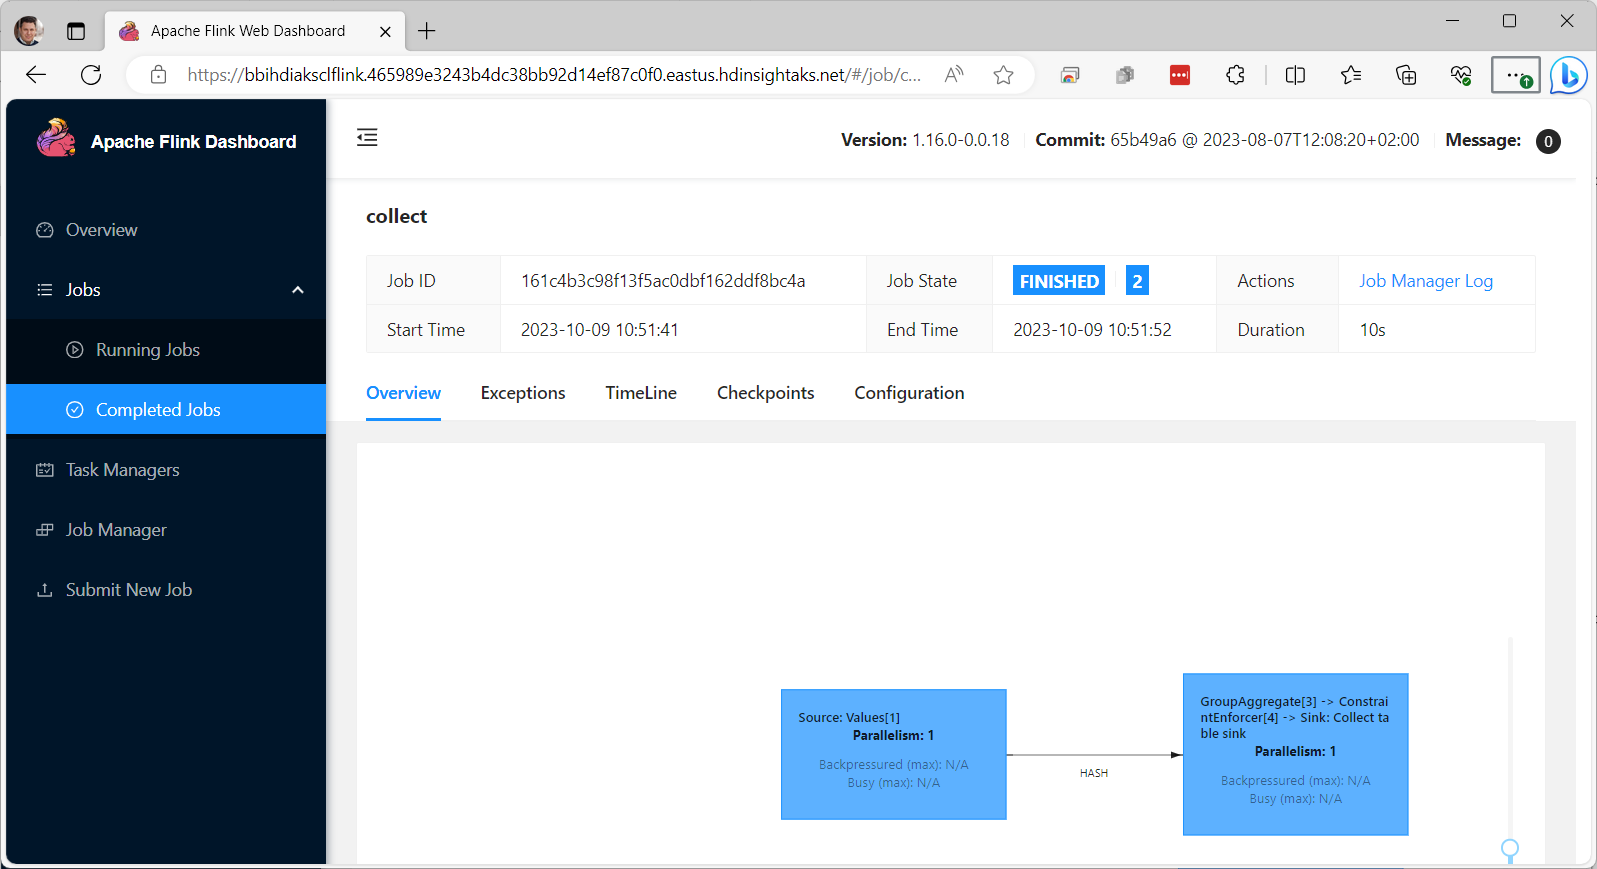 Apache Flink Web Dashboard
https://bbihdiaksclflink.465989e3243b4dc38bb92d14ef87c0f0.eastus.hdinsightaks.net/#/job/c...
Apache Flink Dashboard
Version: 1.16.0-0.0.18 Commit: 65b49a6 @ 2023-08-07T12:08:20+02:00 Message: 0
Overview
Jobs
Running Jobs
Completed Jobs
Task Managers
Job Manager
Submit New Job
collect
Job ID 161c4b3c98f13f5ac0dbf162ddf8bc4a Job State FINISHED 2 Actions Job Manager Log
Start Time 2023-10-09 10:51:41 End Time 2023-10-09 10:51:52 Duration 10s
Overview Exceptions TimeLine Checkpoints Configuration
Source: Values[1]
Parallelism: 1
Backpressured (max): N/A
Busy (max): N/A
HASH
GroupAggregate[3] -> Constrai
ntEnforcer[4] -> Sink: Collect ta
ble sink
Parallelism: 1
Backpressured (max): N/A
Busy (max): N/A